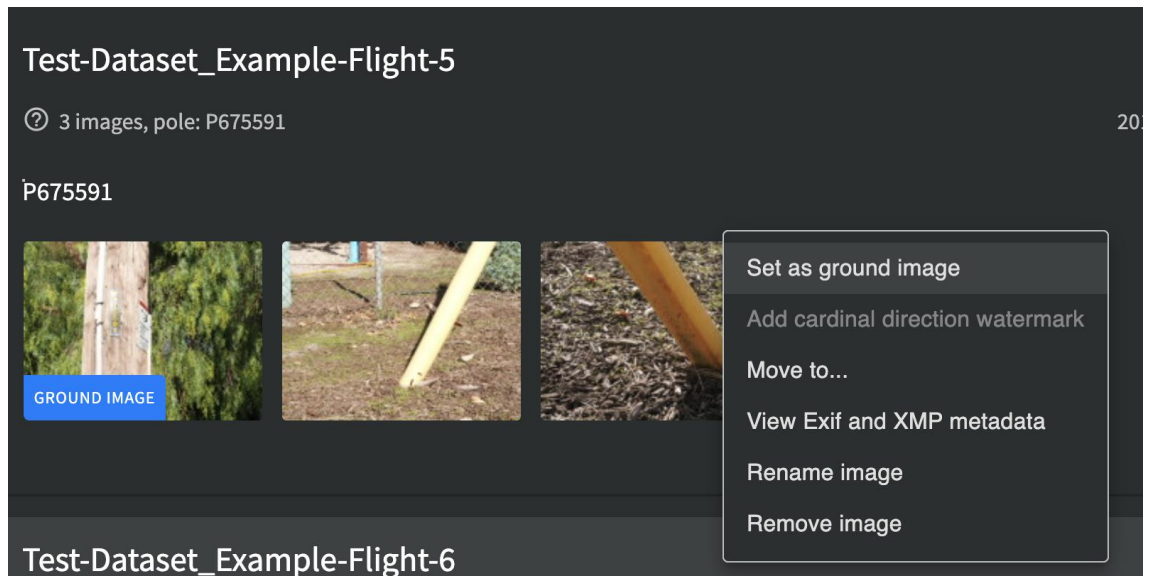 Test-Dataset_Example-Flight-5
3 images, pole: P675591
P675591
GROUND IMAGE
Set as ground image
Add cardinal direction watermark
Move to...
View Exif and XMP metadata
Rename image
Remove image
Test-Dataset_Example-Flight-6